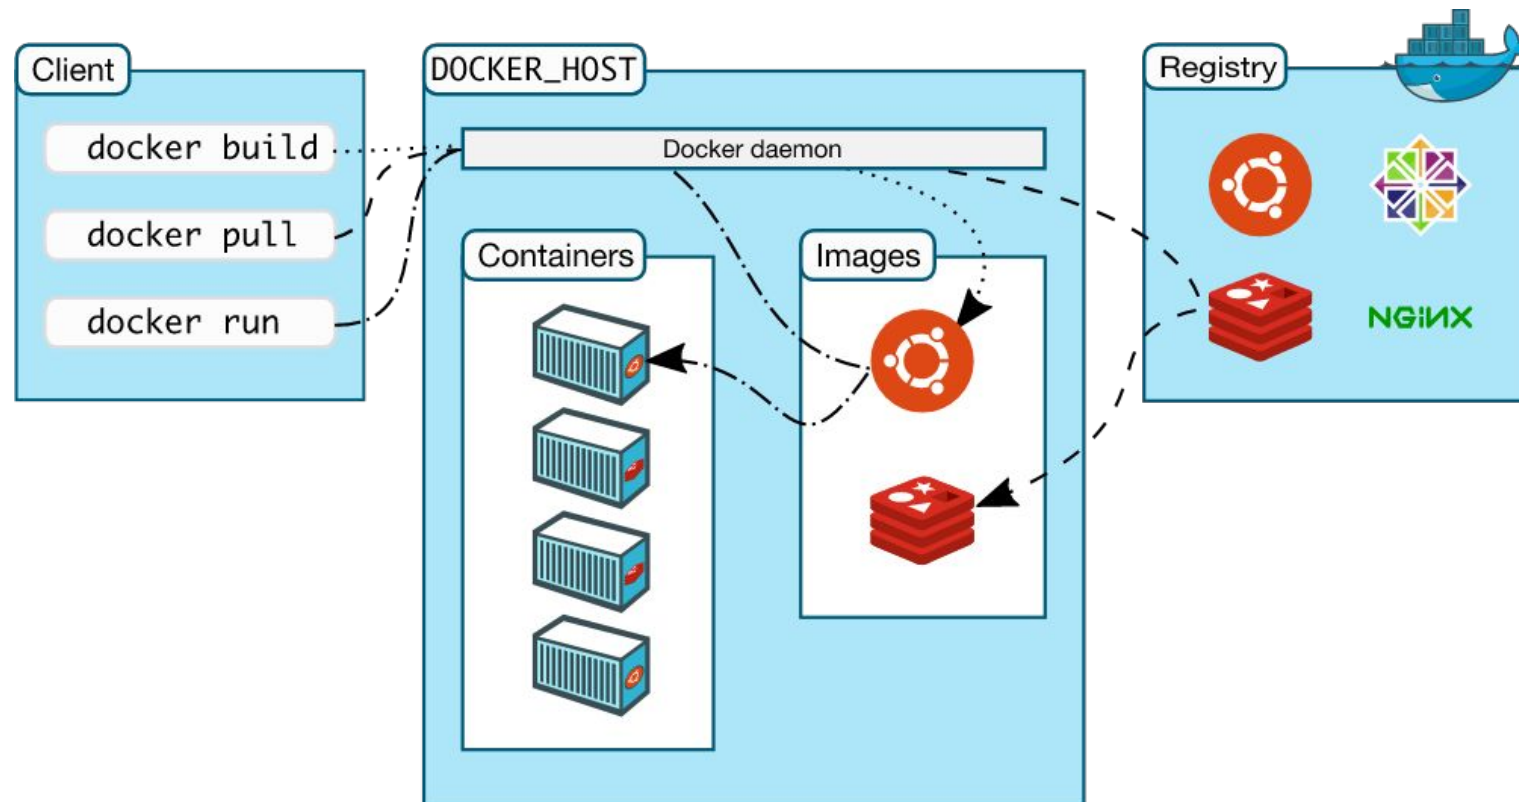 Client
docker build
docker pull
docker run
DOCKER_HOST
Docker daemon
Containers
Images
Registry
NGiNX